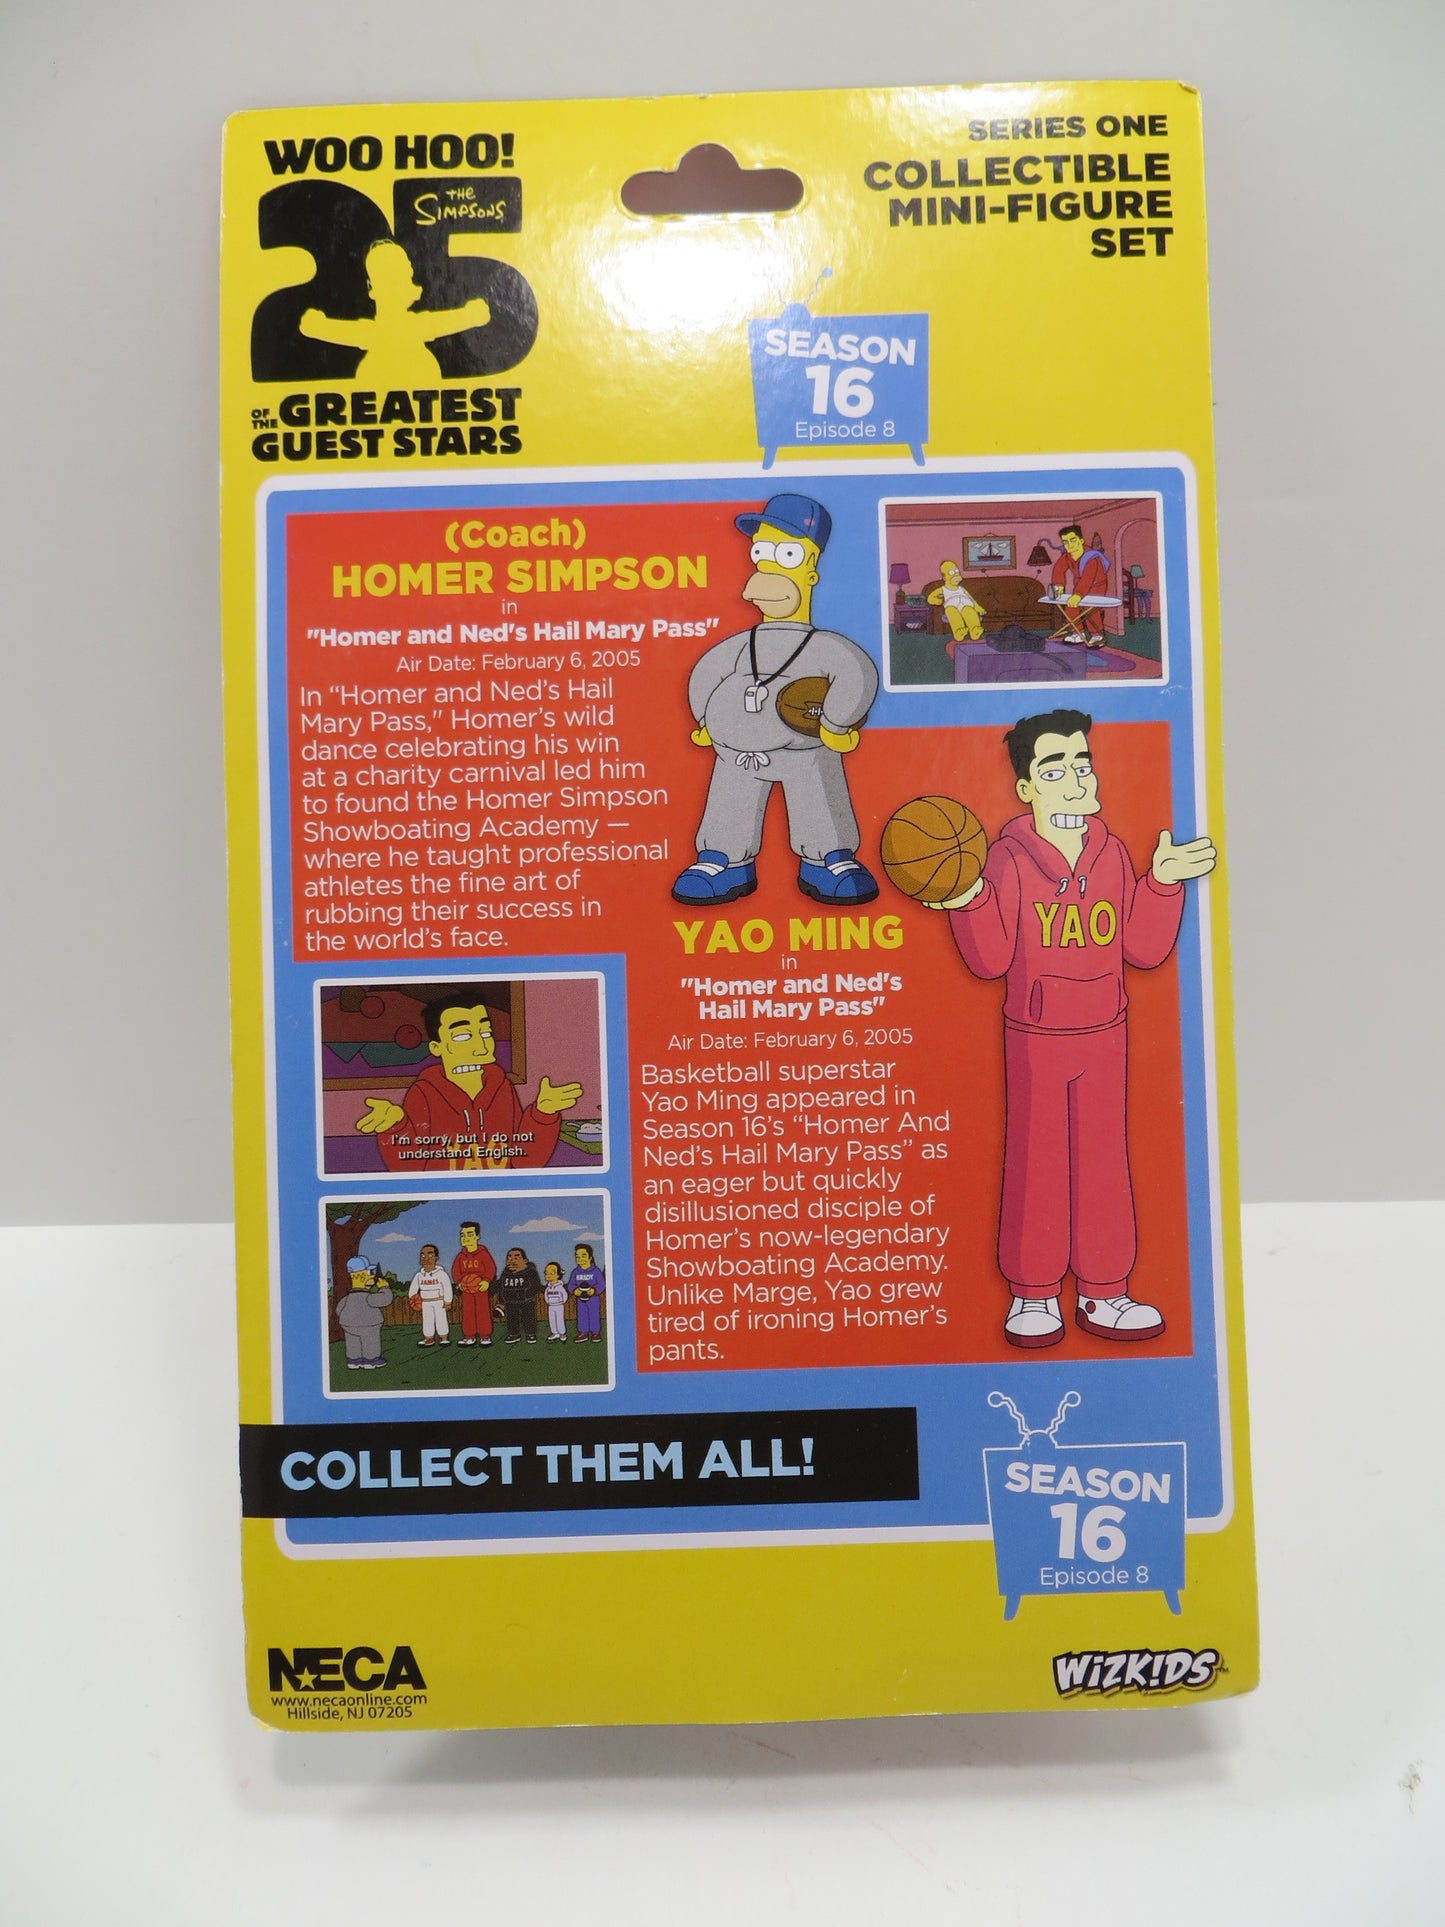 WOO HOO!
25
THE
SIMPSONS
OF THE GREATEST
GUEST STARS
SERIES ONE
COLLECTIBLE
MINI-FIGURE
SET
SEASON
16
Episode 8
(Coach)
HOMER SIMPSON
in
"Homer and Ned's Hail Mary Pass"
Air Date: February 6, 2005
In “Homer and Ned’s Hail
Mary Pass,” Homer’s wild
dance celebrating his win
at a charity carnival led him
to found the Homer Simpson
Showboating Academy —
where he taught professional
athletes the fine art of
rubbing their success in
the world’s face.
YAO
YAO MING
in
"Homer and Ned's
Hail Mary Pass"
Air Date: February 6, 2005
Basketball superstar
Yao Ming appeared in
Season 16’s “Homer And
Ned’s Hail Mary Pass” as
an eager but quickly
disillusioned disciple of
Homer’s now-legendary
Showboating Academy.
Unlike Marge, Yao grew
tired of ironing Homer’s
pants.
I'm sorry, but I do not
understand English.
YAO
JAMES
YAO
SAPP
BRADY
COLLECT THEM ALL!
SEASON
16
Episode 8
NECA
www.necaonline.com
Hillside, NJ 07205
WIZK!DS